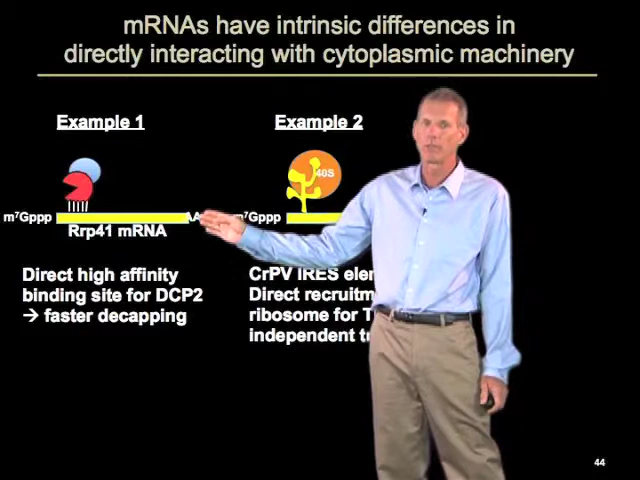 mRNAs have intrinsic differences in
directly interacting with cytoplasmic machinery
Example 1
Example 2
40S
m⁷Gppp
AA
m⁷Gppp
Rrp41 mRNA
Direct high affinity
binding site for DCP2
→ faster decapping
CrPV IRES
Direct
ribosome for
independent
44